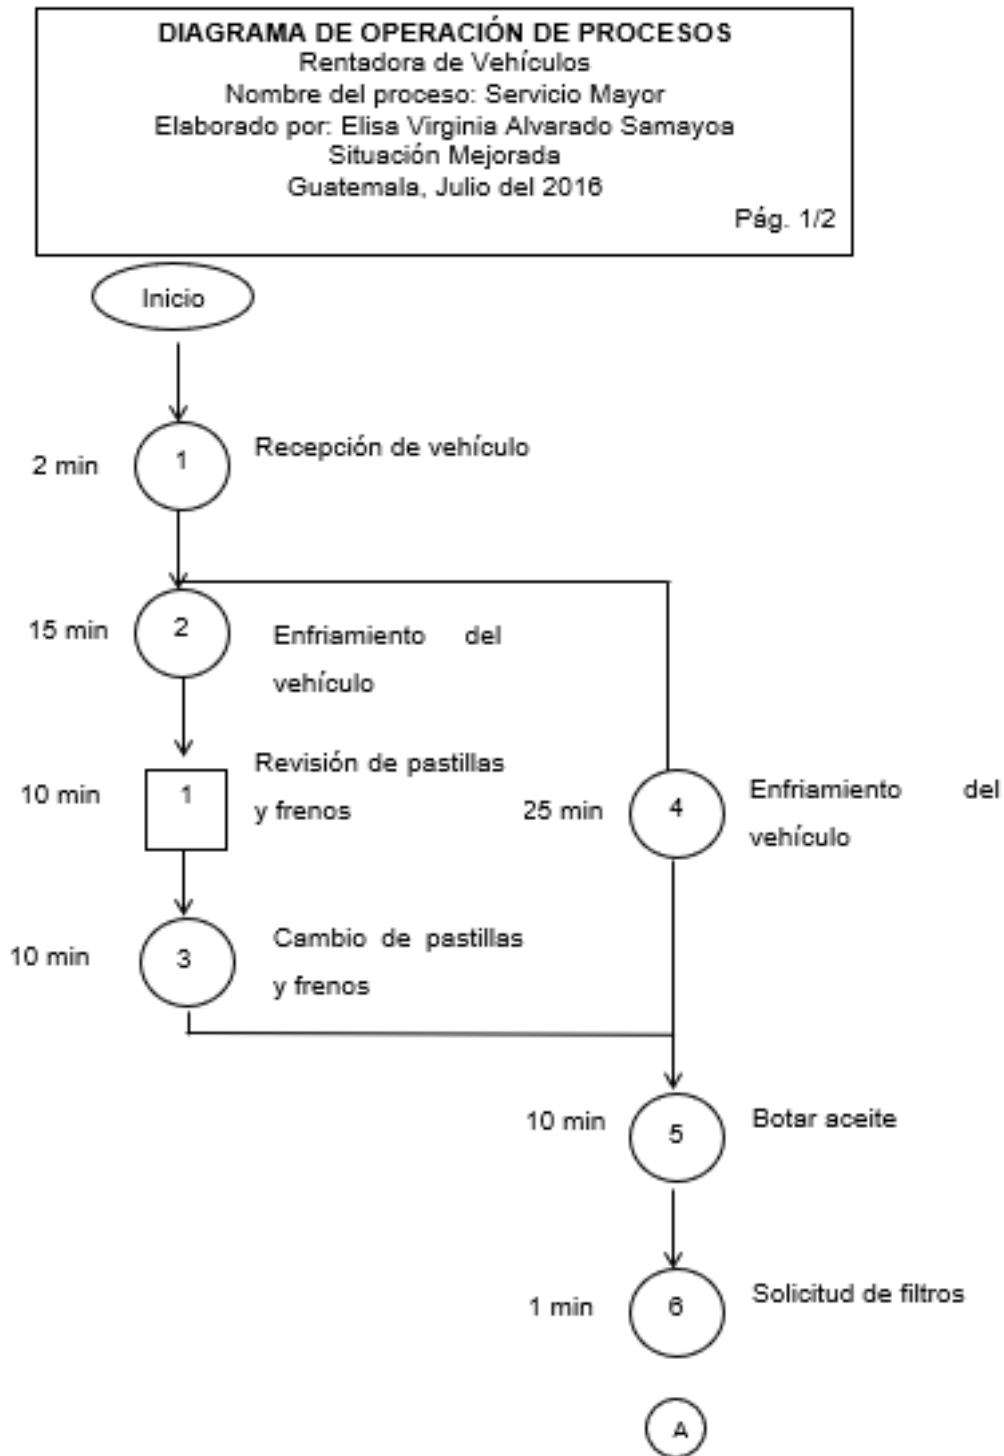 DIAGRAMA DE OPERACIÓN DE PROCESOS
Rentadora de Vehículos
Nombre del proceso: Servicio Mayor
Elaborado por: Elisa Virginia Alvarado Samayoa
Situación Mejorada
Guatemala, Julio del 2016
Pág. 1/2
Inicio
2 min
1
Recepción de vehículo
15 min
2
Enfriamiento del
vehículo
10 min
1
Revisión de pastillas
y frenos
25 min
4
Enfriamiento del
vehículo
10 min
3
Cambio de pastillas
y frenos
10 min
5
Botar aceite
1 min
6
Solicitud de filtros
A